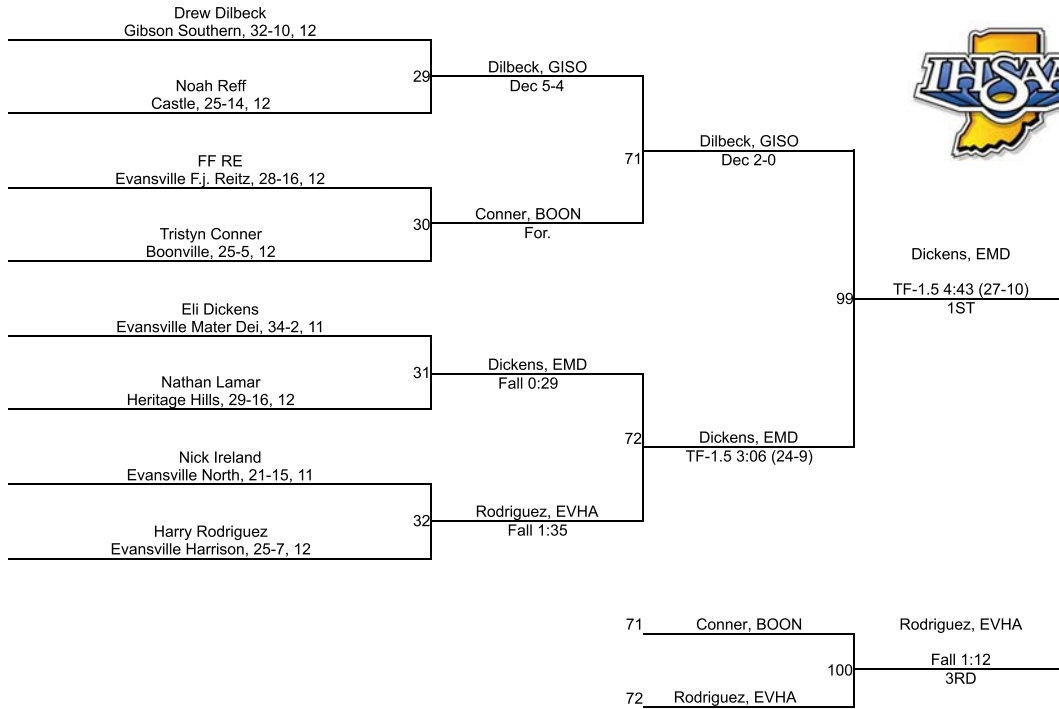 Drew Dilbeck
Gibson Southern, 32-10, 12
29
Dilbeck, GISO
Dec 5-4
Noah Reff
Castle, 25-14, 12
71
Dilbeck, GISO
Dec 2-0
FF RE
Evansville F.j. Reitz, 28-16, 12
30
Conner, BOON
For.
Tristyn Conner
Boonville, 25-5, 12
99
Dickens, EMD
TF-1.5 4:43 (27-10)
1ST
Eli Dickens
Evansville Mater Dei, 34-2, 11
31
Dickens, EMD
Fall 0:29
Nathan Lamar
Heritage Hills, 29-16, 12
72
Dickens, EMD
TF-1.5 3:06 (24-9)
Nick Ireland
Evansville North, 21-15, 11
32
Rodriguez, EVHA
Fall 1:35
Harry Rodriguez
Evansville Harrison, 25-7, 12
71
Conner, BOON
100
Rodriguez, EVHA
Fall 1:12
3RD
72
Rodriguez, EVHA
IHSAA